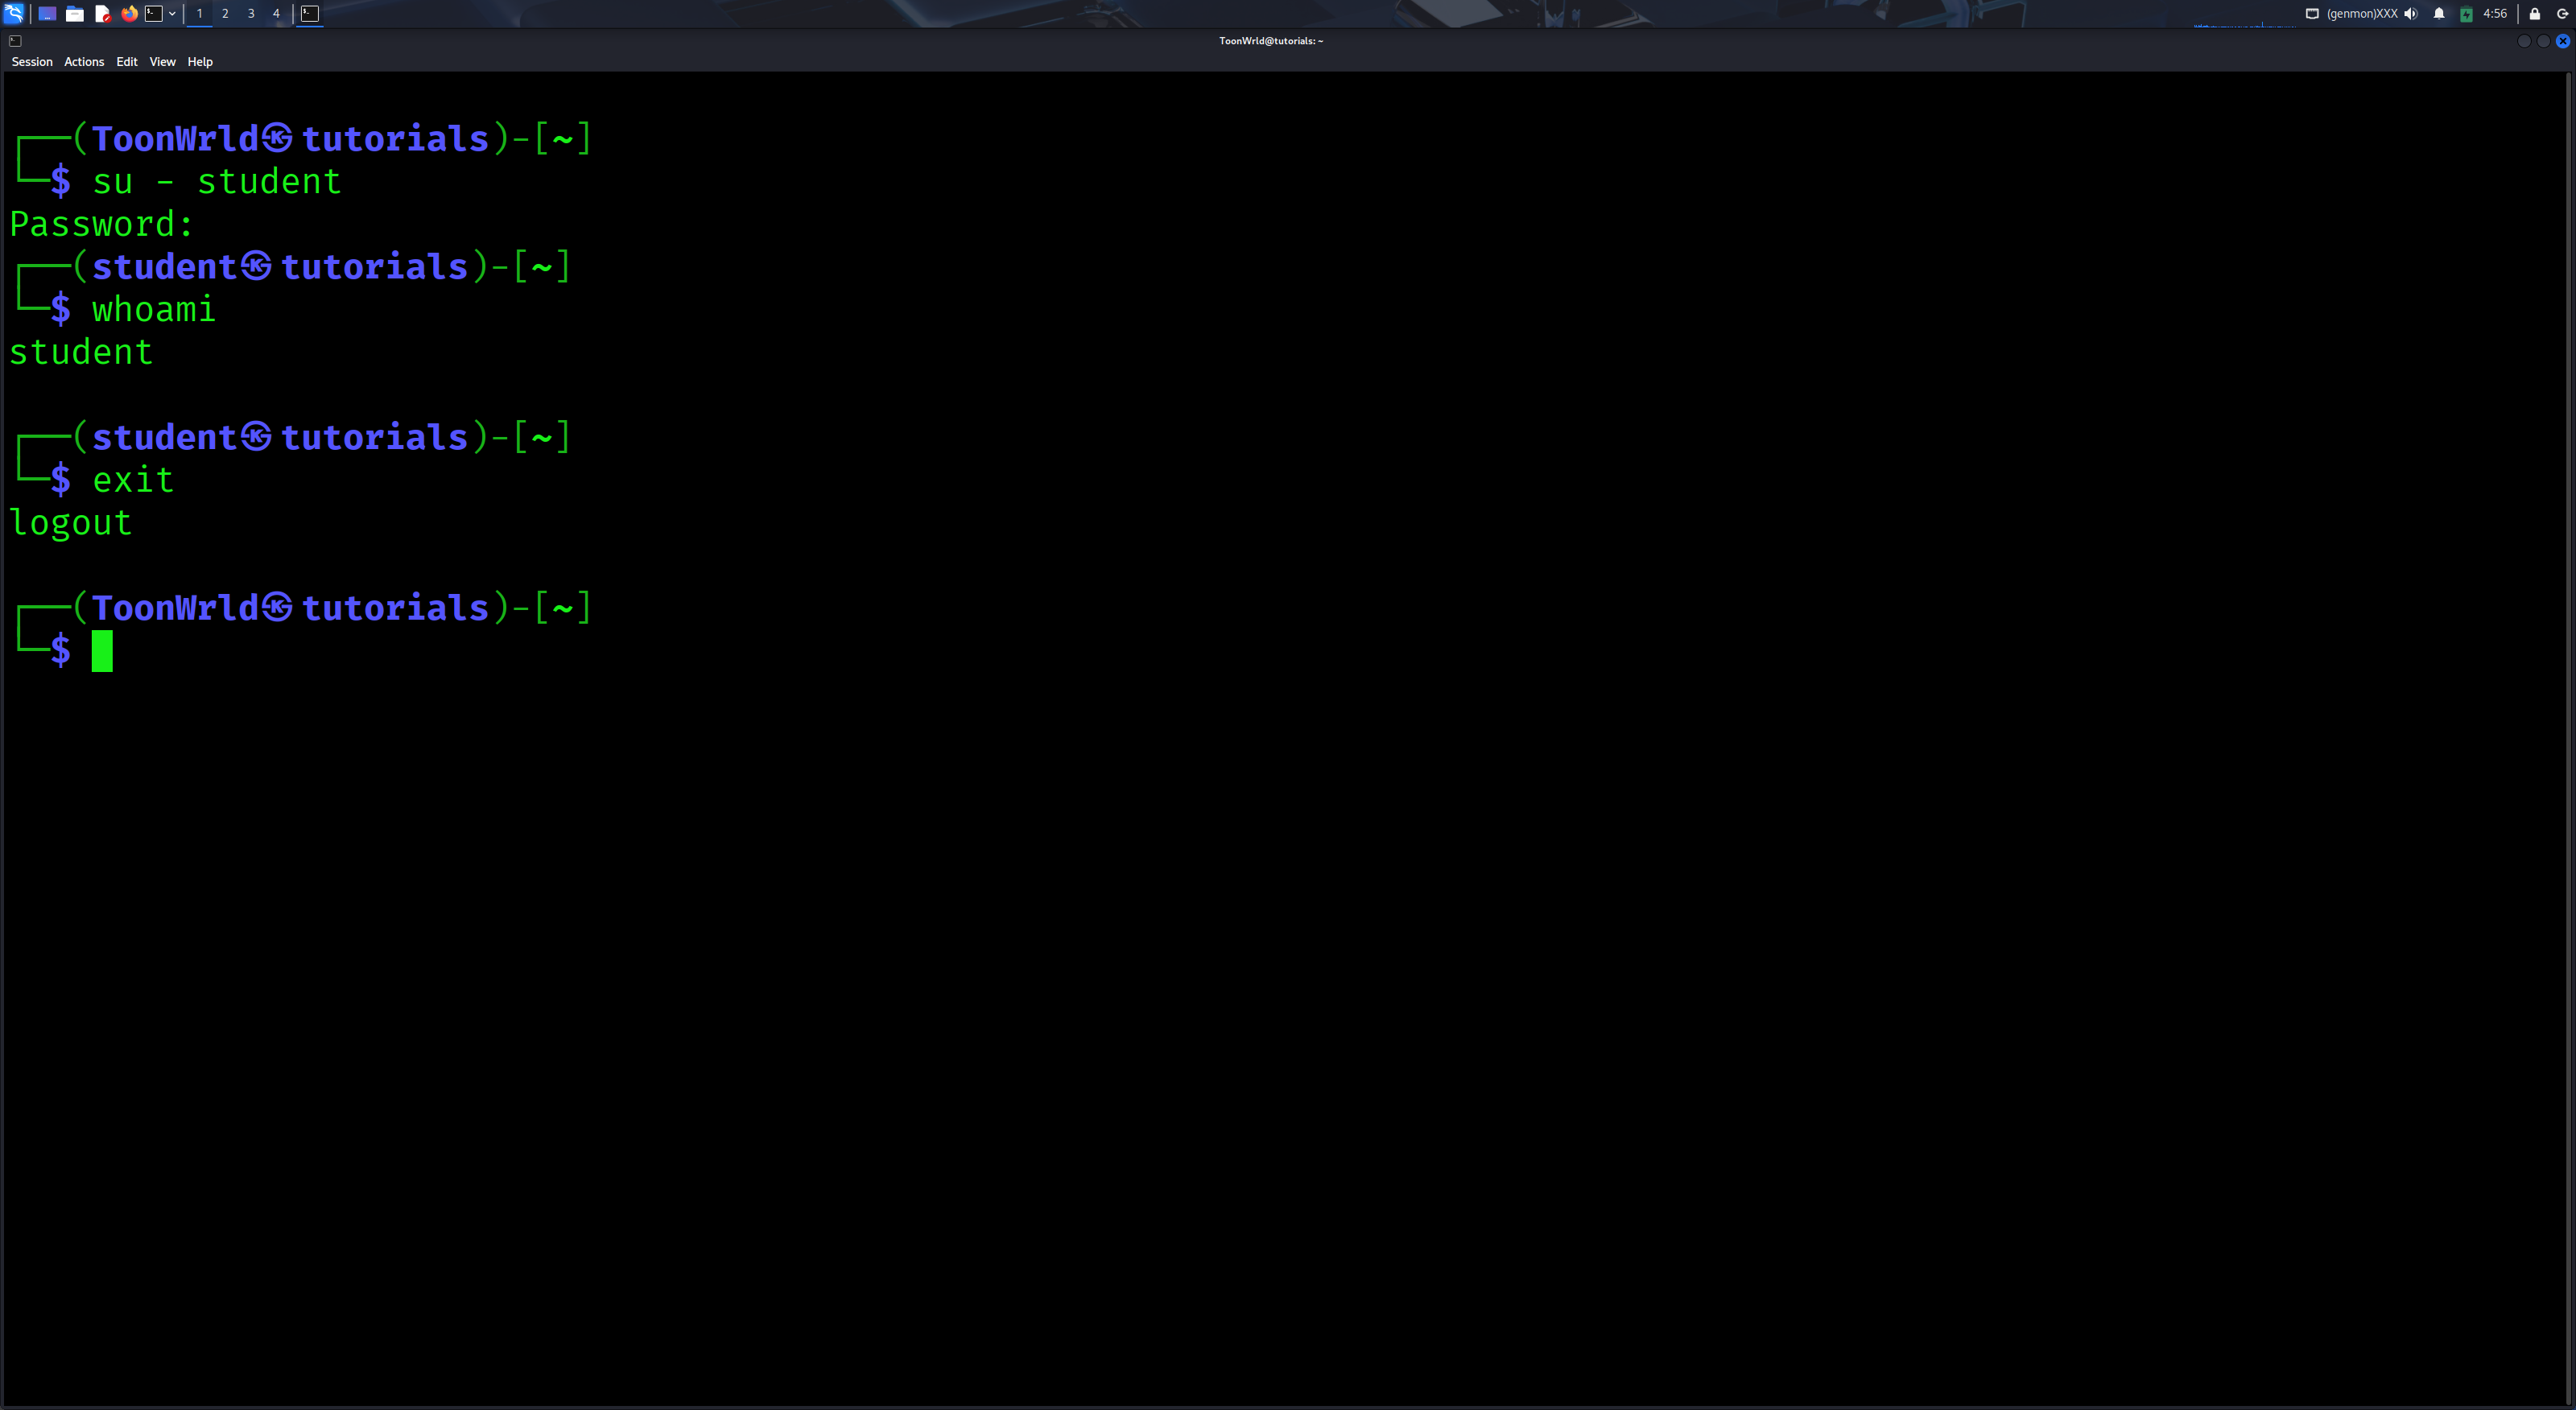 1 2 3 4 (genmon)XXX 4:56
ToonWrld@tutorials: ~
Session Actions Edit View Help
┌──(ToonWrld㉿tutorials)-[~]
└─$ su - student
Password:
┌──(student㉿tutorials)-[~]
└─$ whoami
student
┌──(student㉿tutorials)-[~]
└─$ exit
logout
┌──(ToonWrld㉿tutorials)-[~]
└─$